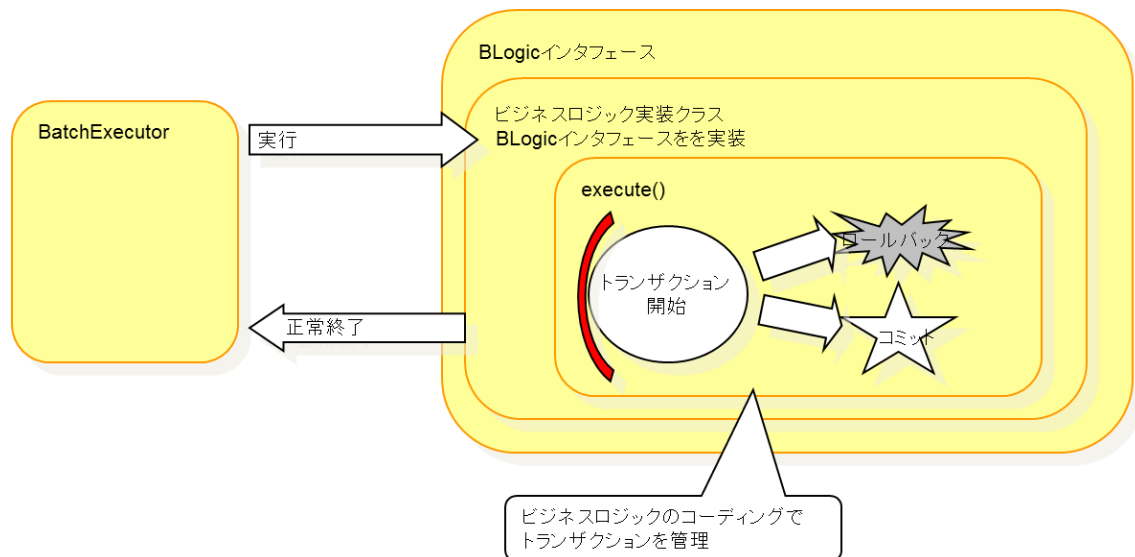 BLogicインタフェース
BatchExecutor
実行
ビジネスロジック実装クラス
BLogicインタフェースをを実装
execute()
トランザクション
開始
ロールバック
コミット
正常終了
ビジネスロジックのコーディングで
トランザクションを管理